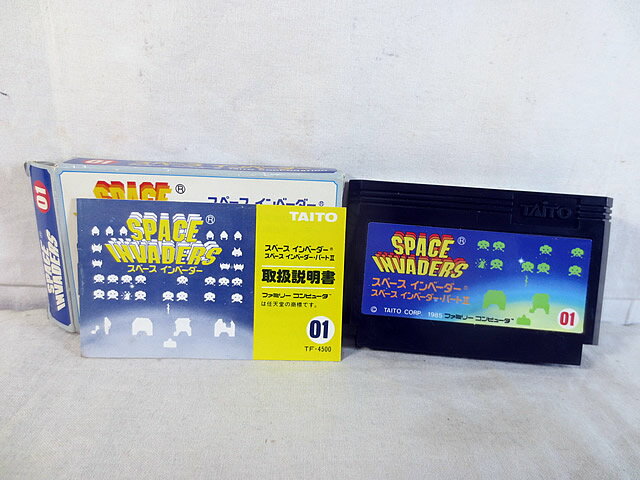 01
SPACE
INVADERS
01
SPACE®
スペース インベーダー®
SPACE®
INVADERS
スペース インベーダー
TAITO
スペース インベーダー®
スペース インベーダー・パートII
取扱説明書
ファミリー コンピュータ™
は任天堂の商標です。
01
TF-4500
TAITO
SPACE®
INVADERS
スペース インベーダー®
スペース インベーダー・パートII
© TAITO CORP. 1985 ファミリー コンピュータ™
01